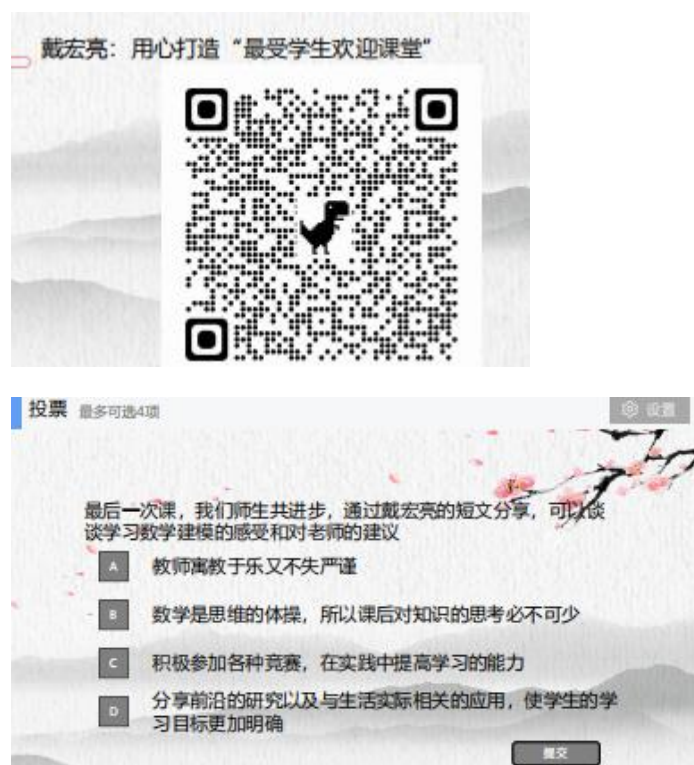 戴宏亮：用心打造“最受学生欢迎课堂”
投票 最多可选4项
设置
最后一次课，我们师生共进步，通过戴宏亮的短文分享，可以谈
谈学习数学建模的感受和对老师的建议
A 教师寓教于乐又不失严谨
B 数学是思维的体操，所以课后对知识的思考必不可少
C 积极参加各种竞赛，在实践中提高学习的能力
D 分享前沿的研究以及与生活实际相关的应用，使学生的学
习目标更加明确
提交